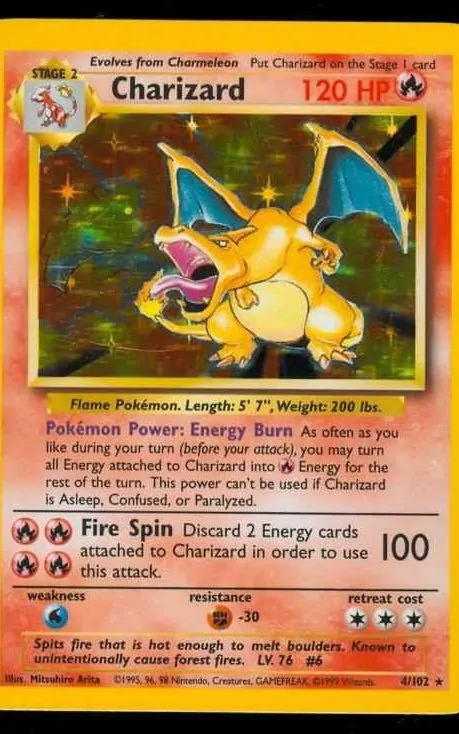 Evolves from Charmeleon Put Charizard on the Stage 1 card
STAGE 2
Charizard 120 HP
Flame Pokémon. Length: 5' 7", Weight: 200 lbs.
Pokémon Power: Energy Burn As often as you
like during your turn (before your attack), you may turn
all Energy attached to Charizard into Energy for the
rest of the turn. This power can't be used if Charizard
is Asleep, Confused, or Paralyzed.
Fire Spin Discard 2 Energy cards
attached to Charizard in order to use
this attack.
100
weakness resistance retreat cost
-30
Spits fire that is hot enough to melt boulders. Known to
unintentionally cause forest fires. LV. 76 #6
Illus. Mitsuhiro Arita ©1995, 96, 98 Nintendo, Creatures, GAMEFREAK. ©1999 Wizards. 4/102 ★